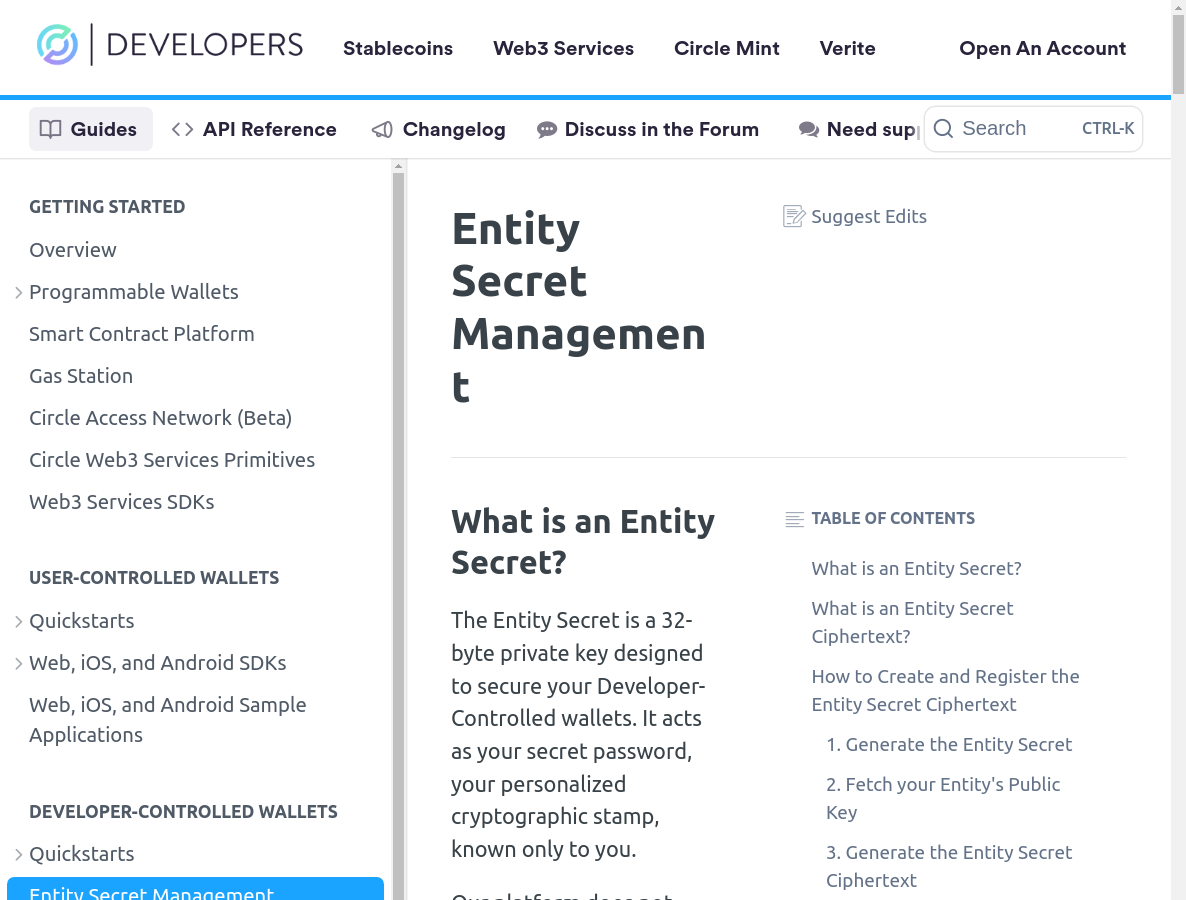 DEVELOPERS
Stablecoins
Web3 Services
Circle Mint
Verite
Open An Account
Guides
API Reference
Changelog
Discuss in the Forum
Need sup
Search
CTRL-K
GETTING STARTED
Overview
Programmable Wallets
Smart Contract Platform
Gas Station
Circle Access Network (Beta)
Circle Web3 Services Primitives
Web3 Services SDKs
USER-CONTROLLED WALLETS
Quickstarts
Web, iOS, and Android SDKs
Web, iOS, and Android Sample
Applications
DEVELOPER-CONTROLLED WALLETS
Quickstarts
Entity Secret Management
Entity
Secret
Managemen
t
Suggest Edits
What is an Entity
Secret?
The Entity Secret is a 32-
byte private key designed
to secure your Developer-
Controlled wallets. It acts
as your secret password,
your personalized
cryptographic stamp,
known only to you.
Our platform does not
TABLE OF CONTENTS
What is an Entity Secret?
What is an Entity Secret
Ciphertext?
How to Create and Register the
Entity Secret Ciphertext
1. Generate the Entity Secret
2. Fetch your Entity's Public
Key
3. Generate the Entity Secret
Ciphertext